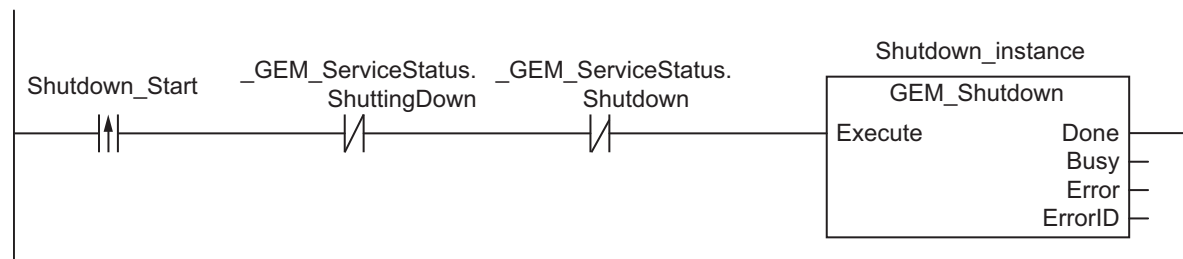 Shutdown_instance
Shutdown_Start
_GEM_ServiceStatus.
ShuttingDown
_GEM_ServiceStatus.
Shutdown
GEM_Shutdown
Execute
Done
Busy
Error
ErrorID